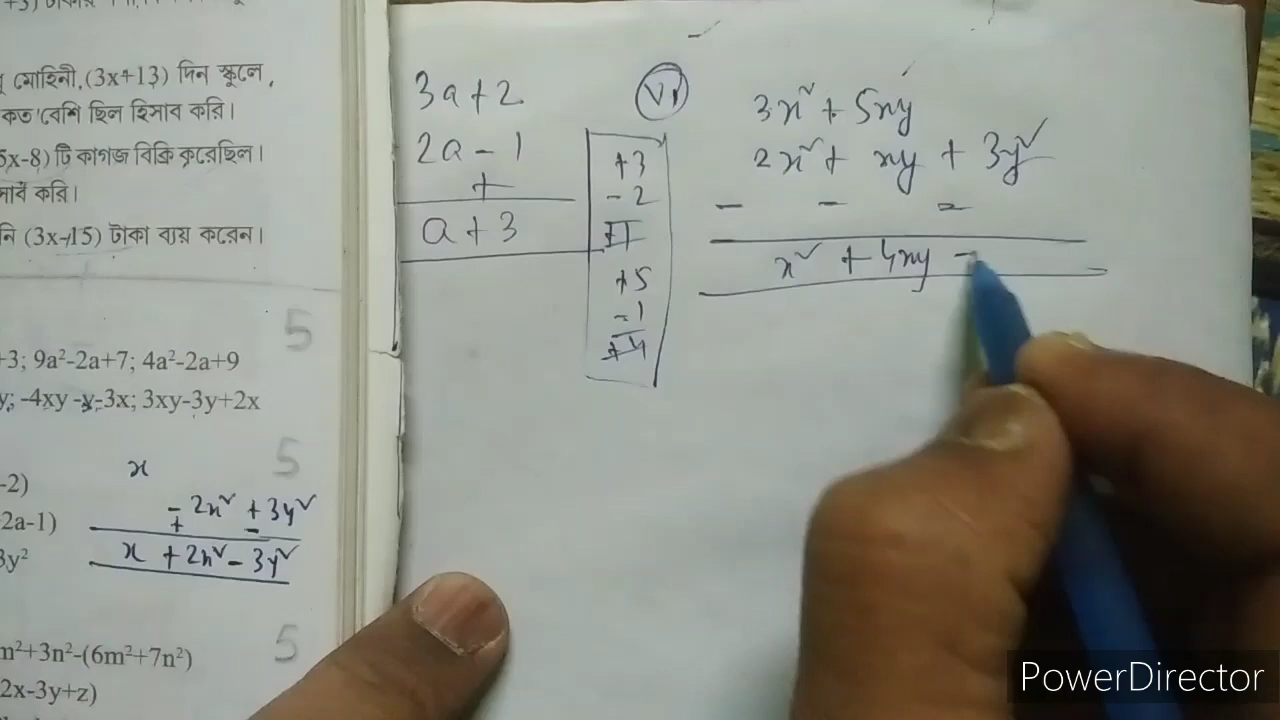 মোহিনী, (3x+13) দিন স্কুলে,
কত বেশি ছিল হিসাব করি।
5x-8) টি কাগজ বিক্রি করেছিল।
করি।
নি (3x-15) টাকা ব্যয় করেন।
5
+3; 9a²-2a+7; 4a²-2a+9
y; -4xy -y-3x; 3xy-3y+2x
5
-2)
2a-1)
3y²
x
- 2x² + 3y²
+ -
x + 2x² - 3y²
5
m²+3n²-(6m²+7n²)
2x-3y+z)
3a+2
2a - 1
+
a + 3
+3
- 2
+1
+5
- 1
+4
VI
3x² + 5xy
2x² + xy + 3y²
- - -
x² + 4xy -
PowerDirector